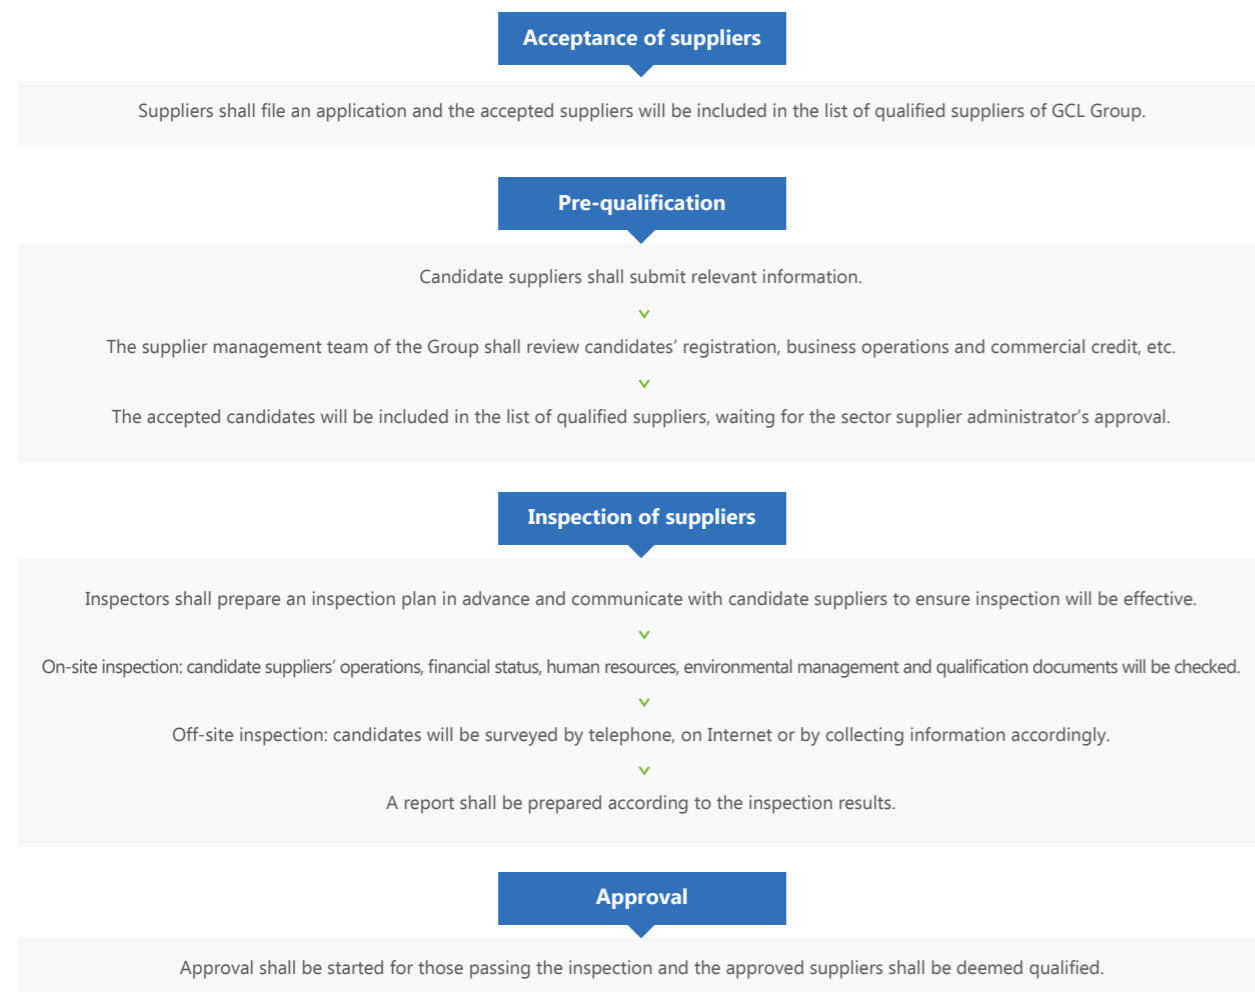 Acceptance of suppliers
Suppliers shall file an application and the accepted suppliers will be included in the list of qualified suppliers of GCL Group.
Pre-qualification
Candidate suppliers shall submit relevant information.
The supplier management team of the Group shall review candidates’ registration, business operations and commercial credit, etc.
The accepted candidates will be included in the list of qualified suppliers, waiting for the sector supplier administrator’s approval.
Inspection of suppliers
Inspectors shall prepare an inspection plan in advance and communicate with candidate suppliers to ensure inspection will be effective.
On-site inspection: candidate suppliers’ operations, financial status, human resources, environmental management and qualification documents will be checked.
Off-site inspection: candidates will be surveyed by telephone, on Internet or by collecting information accordingly.
A report shall be prepared according to the inspection results.
Approval
Approval shall be started for those passing the inspection and the approved suppliers shall be deemed qualified.